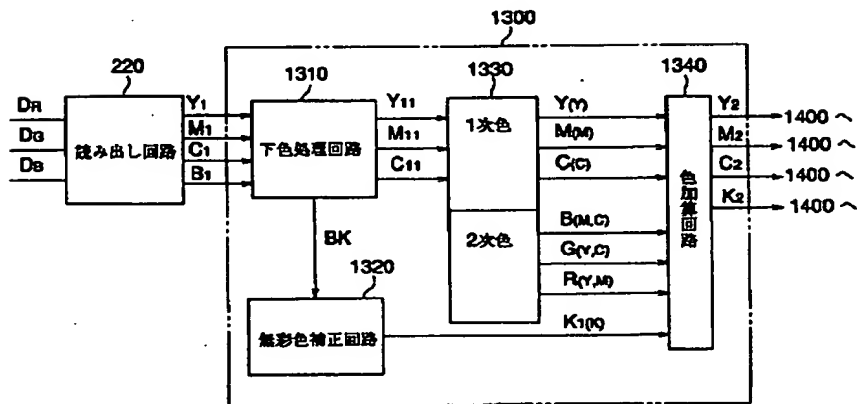 1300
220
1310
1330
1340
DR
DG
DB
読み出し回路
Y1
M1
C1
B1
下色処理回路
Y11
M11
C11
1次色
2次色
Y(Y)
M(M)
C(C)
B(M,C)
G(Y,C)
R(Y,M)
色加算回路
Y2
M2
C2
K2
1400へ
1400へ
1400へ
1400へ
BK
1320
無彩色補正回路
K1(K)